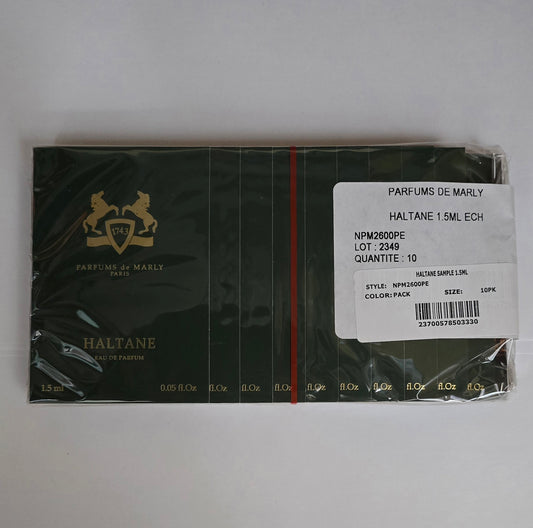 1743
PARFUMS de MARLY
PARIS
HALTANE
EAU DE PARFUM
1.5 ml
0.05 fl.Oz fl.Oz fl.Oz fl.Oz fl.Oz fl.Oz fl.Oz fl.Oz fl.Oz fl.Oz
PARFUMS DE MARLY
HALTANE 1.5ML ECH
NPM2600PE
LOT : 2349
QUANTITE : 10
HALTANE SAMPLE 1.5ML
STYLE: NPM2600PE
COLOR: PACK SIZE: 10PK
23700578503330